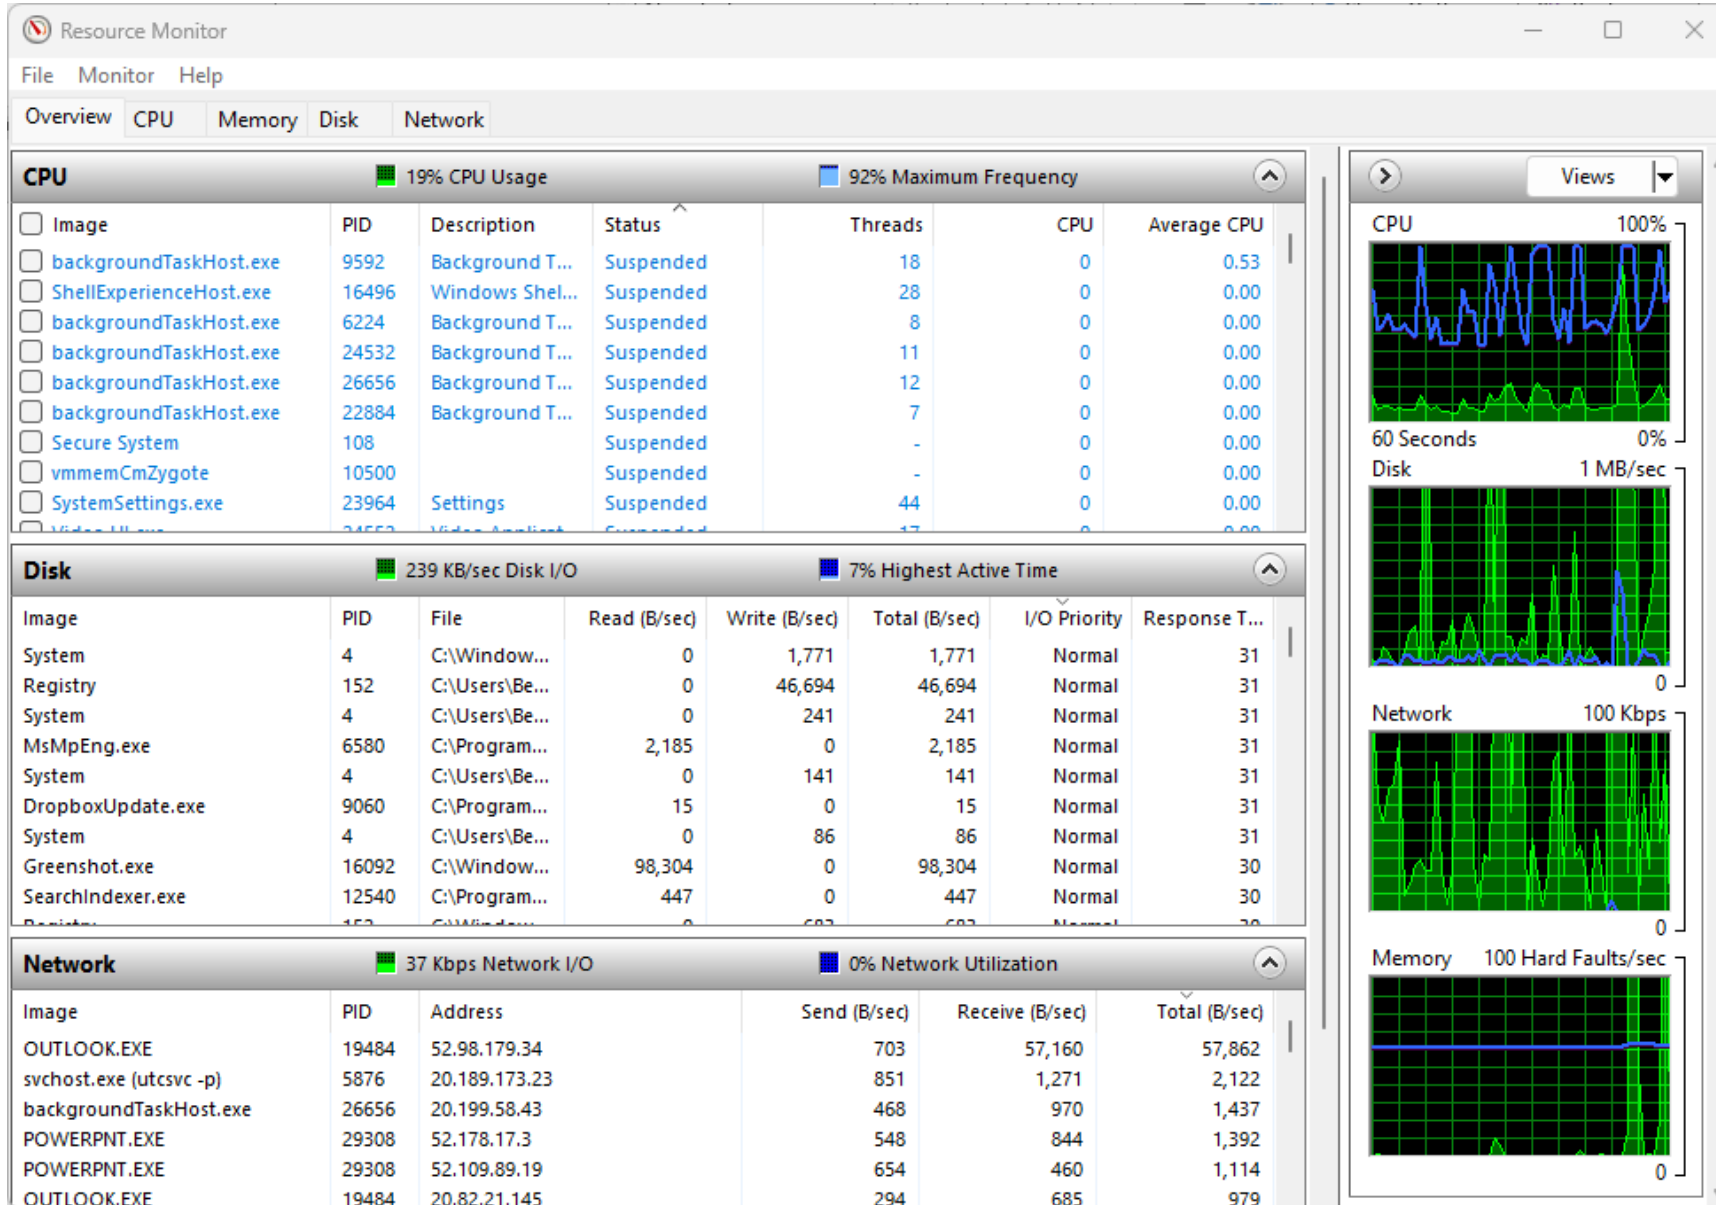 Resource Monitor
File Monitor Help
Overview CPU Memory Disk Network
CPU 19% CPU Usage 92% Maximum Frequency
Image PID Description Status Threads CPU Average CPU
backgroundTaskHost.exe 9592 Background T... Suspended 18 0 0.53
ShellExperienceHost.exe 16496 Windows Shel... Suspended 28 0 0.00
backgroundTaskHost.exe 6224 Background T... Suspended 8 0 0.00
backgroundTaskHost.exe 24532 Background T... Suspended 11 0 0.00
backgroundTaskHost.exe 26656 Background T... Suspended 12 0 0.00
backgroundTaskHost.exe 22884 Background T... Suspended 7 0 0.00
Secure System 108 Suspended - 0 0.00
vmmemCmZygote 10500 Suspended - 0 0.00
SystemSettings.exe 23964 Settings Suspended 44 0 0.00
Disk 239 KB/sec Disk I/O 7% Highest Active Time
Image PID File Read (B/sec) Write (B/sec) Total (B/sec) I/O Priority Response T...
System 4 C:\Window... 0 1,771 1,771 Normal 31
Registry 152 C:\Users\Be... 0 46,694 46,694 Normal 31
System 4 C:\Users\Be... 0 241 241 Normal 31
MsMpEng.exe 6580 C:\Program... 2,185 0 2,185 Normal 31
System 4 C:\Users\Be... 0 141 141 Normal 31
DropboxUpdate.exe 9060 C:\Program... 15 0 15 Normal 31
System 4 C:\Users\Be... 0 86 86 Normal 31
Greenshot.exe 16092 C:\Window... 98,304 0 98,304 Normal 30
SearchIndexer.exe 12540 C:\Program... 447 0 447 Normal 30
Network 37 Kbps Network I/O 0% Network Utilization
Image PID Address Send (B/sec) Receive (B/sec) Total (B/sec)
OUTLOOK.EXE 19484 52.98.179.34 703 57,160 57,862
svchost.exe (utcsvc -p) 5876 20.189.173.23 851 1,271 2,122
backgroundTaskHost.exe 26656 20.199.58.43 468 970 1,437
POWERPNT.EXE 29308 52.178.17.3 548 844 1,392
POWERPNT.EXE 29308 52.109.89.19 654 460 1,114
OUTLOOK.EXE 19484 20.82.21.145 294 685 979
Views
CPU 100%
60 Seconds 0%
Disk 1 MB/sec
0
Network 100 Kbps
0
Memory 100 Hard Faults/sec
0